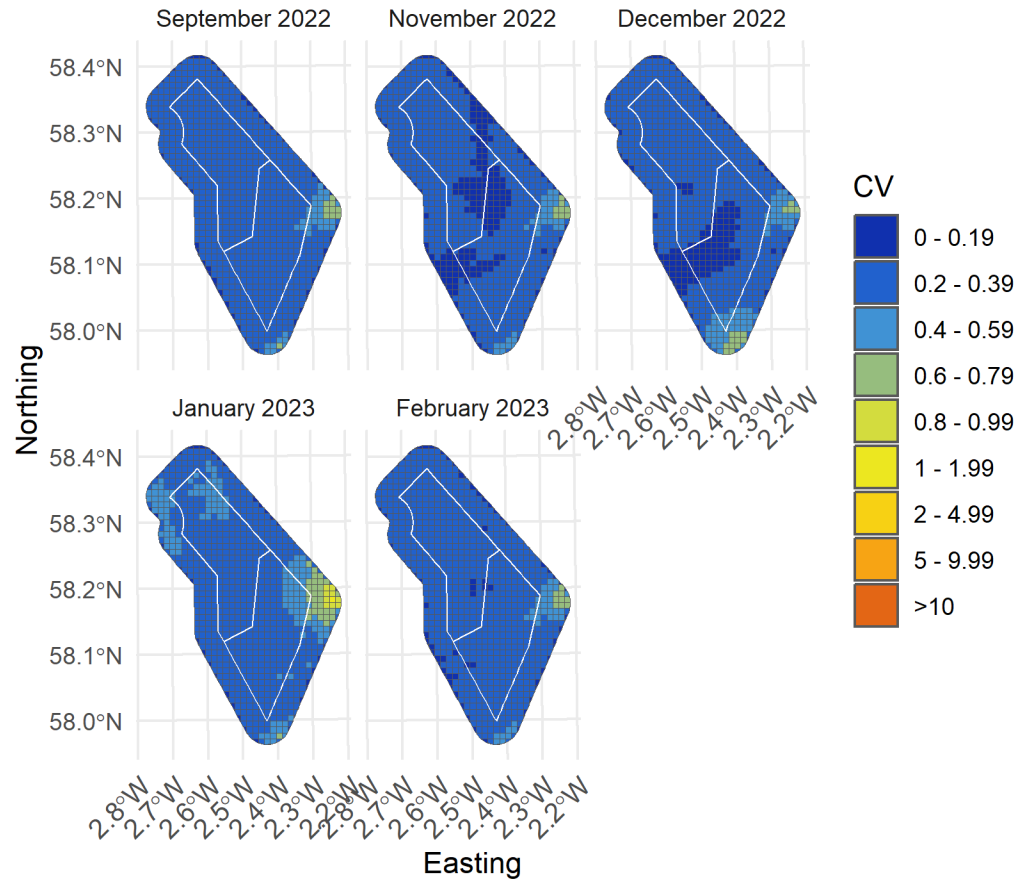 September 2022
November 2022
December 2022
58.4°N
58.3°N
58.2°N
58.1°N
58.0°N
CV
0 - 0.19
0.2 - 0.39
0.4 - 0.59
0.6 - 0.79
0.8 - 0.99
1 - 1.99
2 - 4.99
5 - 9.99
>10
2.8°W
2.7°W
2.6°W
2.5°W
2.4°W
2.3°W
2.2°W
Northing
January 2023
February 2023
58.4°N
58.3°N
58.2°N
58.1°N
58.0°N
2.8°W
2.7°W
2.6°W
2.5°W
2.4°W
2.3°W
2.2°W
2.8°W
2.7°W
2.6°W
2.5°W
2.4°W
2.3°W
2.2°W
Easting